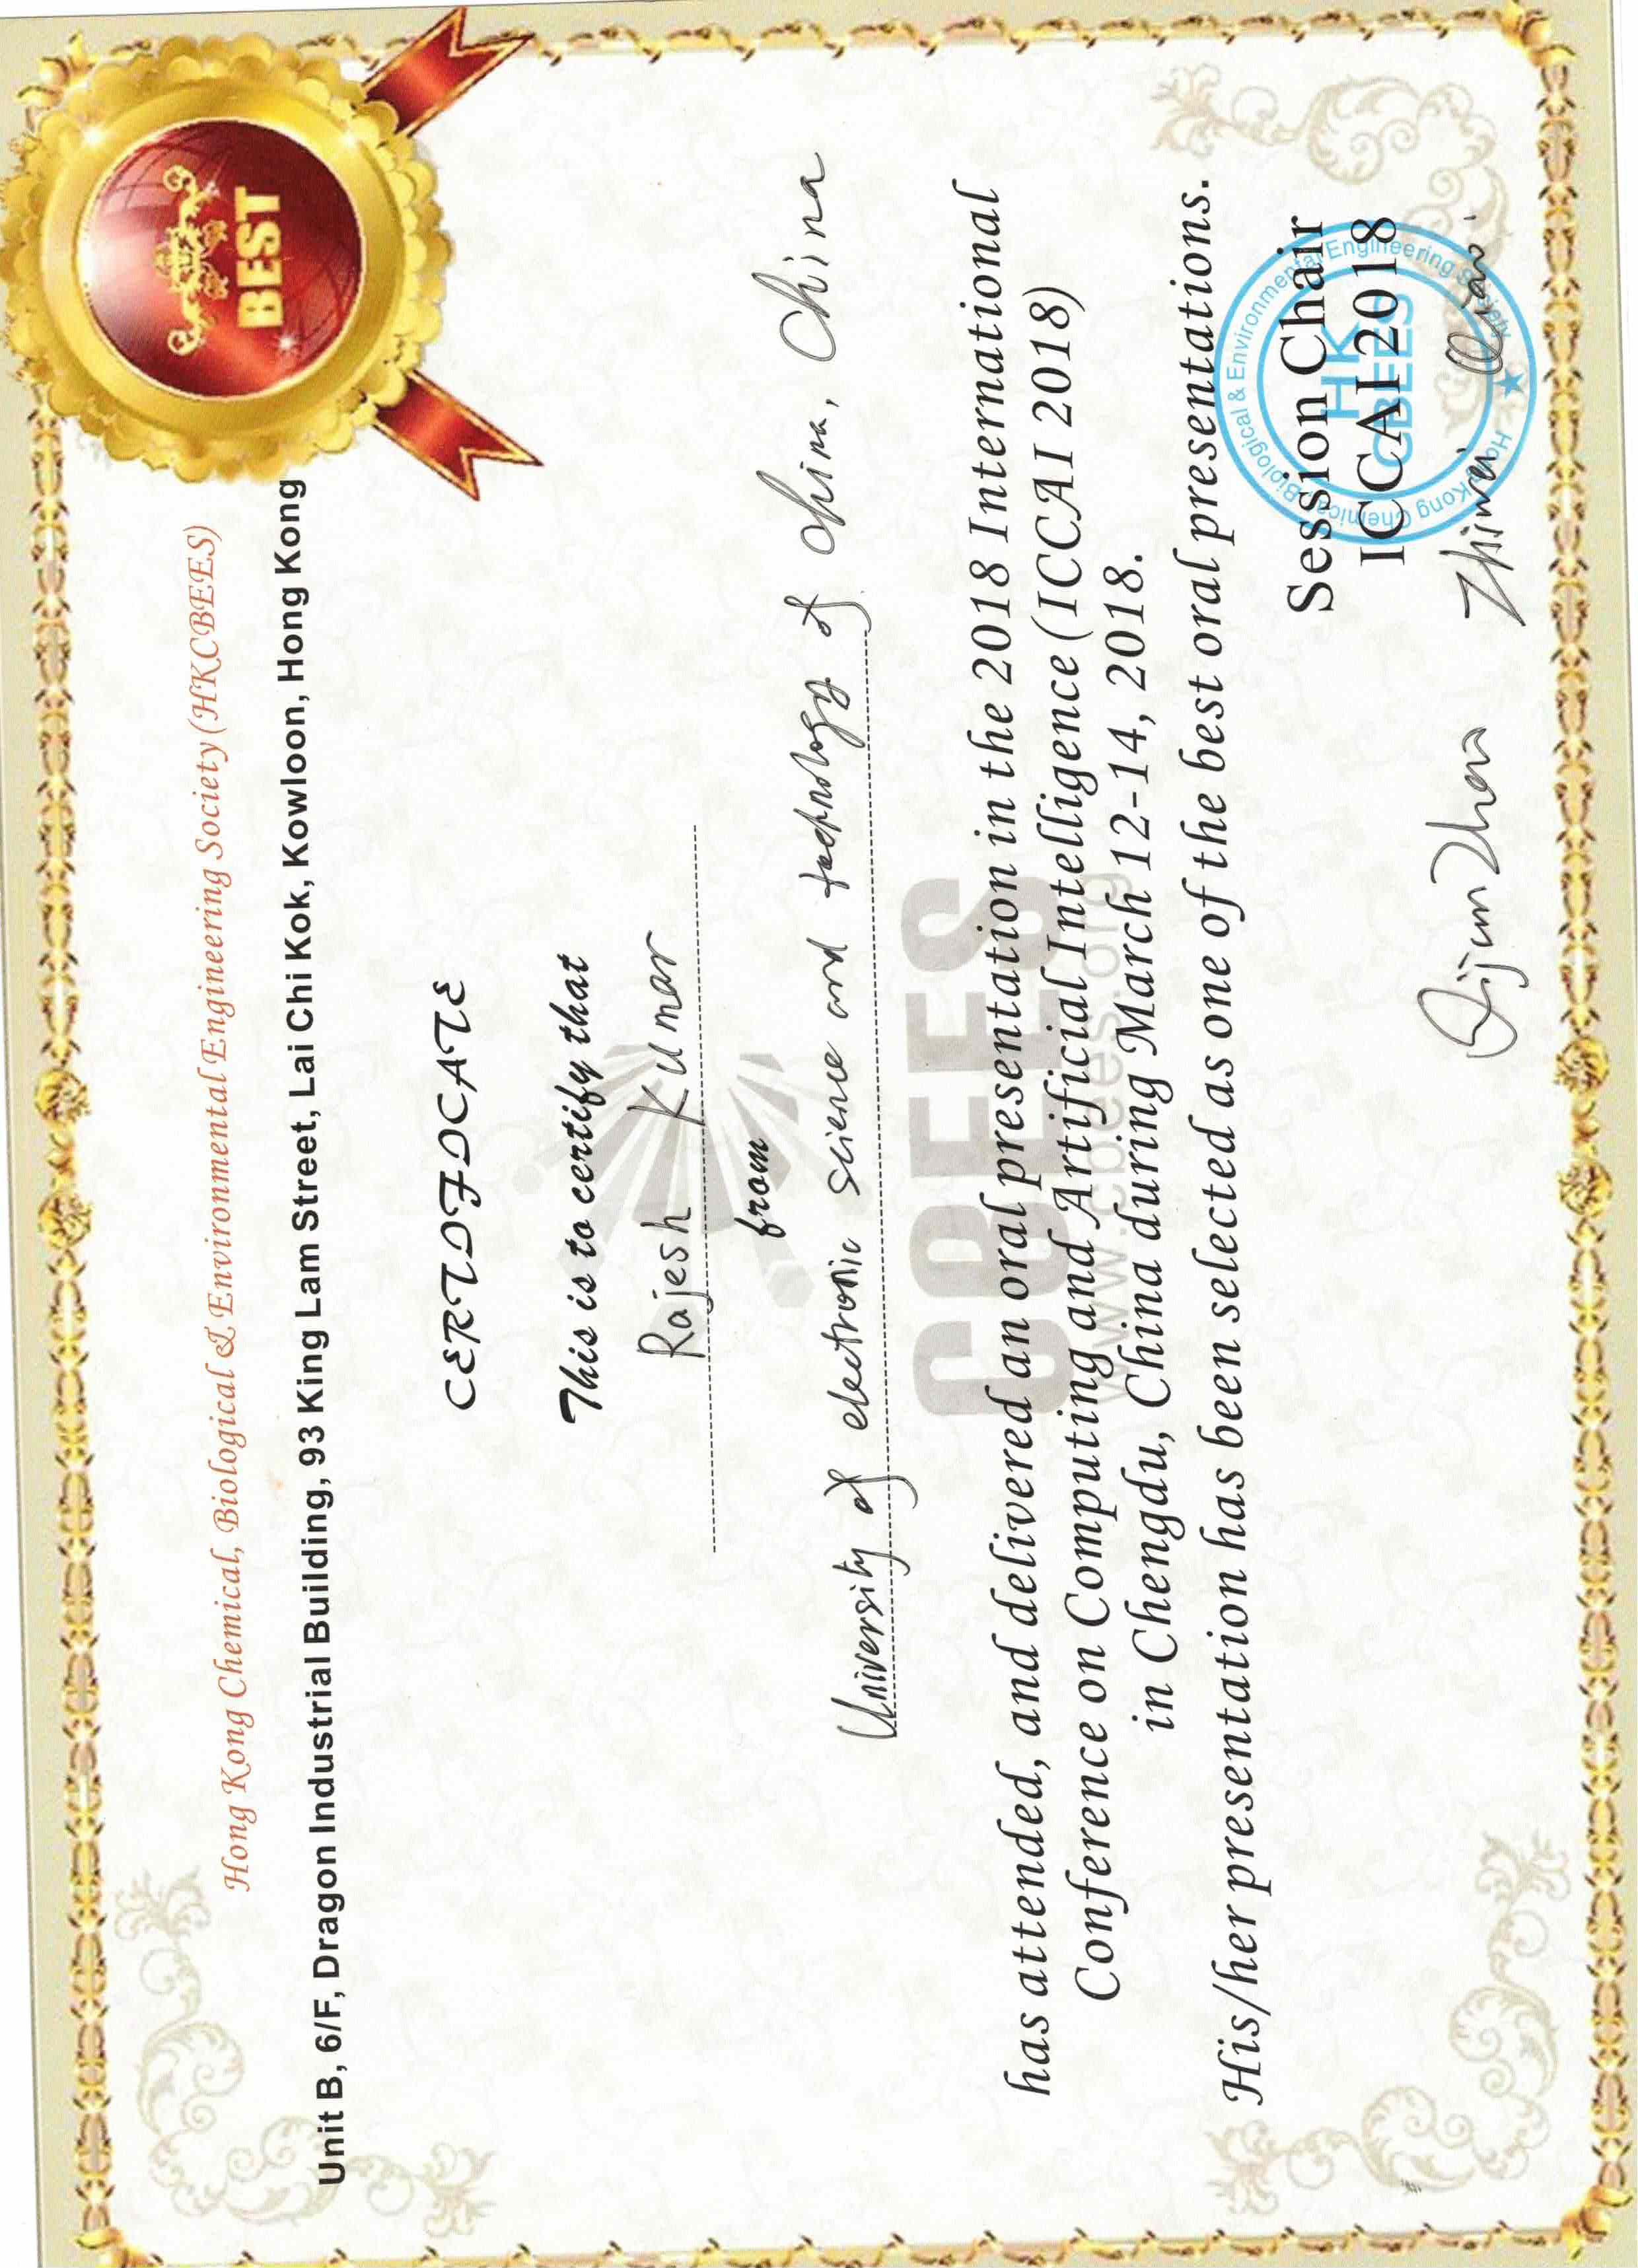 Hong Kong Chemical, Biological & Environmental Engineering Society (HKCBEES)
BEST
Unit B, 6/F, Dragon Industrial Building, 93 King Lam Street, Lai Chi Kok, Kowloon, Hong Kong
CERTIFICATE
This is to certify that
Rajesh Kumar
from
University of electronic science and technology of china, China
CBEES
www.cbees.org
has attended, and delivered an oral presentation in the 2018 International
Conference on Computing and Artificial Intelligence (ICCAI 2018)
in Chengdu, China during March 12-14, 2018.
His/her presentation has been selected as one of the best oral presentations.
Session Chair
ICCAI 2018
Hong Kong Chemical, Biological & Environmental Engineering Society
HK
CBEES
Qijun Zhao
Zhiwei Qiao.